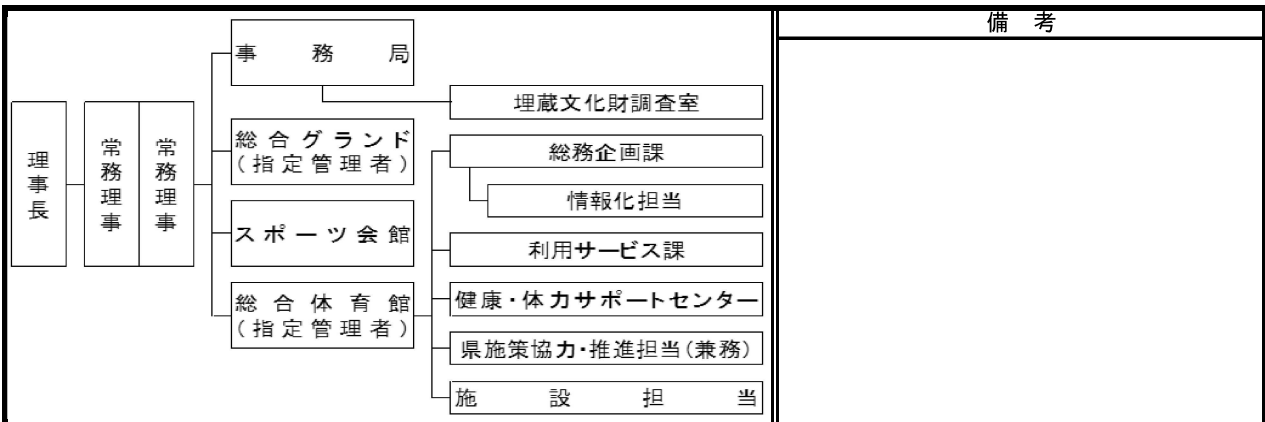 備考
事務局
埋蔵文化財調査室
理事長
常務理事
常務理事
総合グランド
(指定管理者)
総務企画課
情報化担当
スポーツ会館
利用サービス課
総合体育館
(指定管理者)
健康・体力サポートセンター
県施策協力・推進担当(兼務)
施設担当